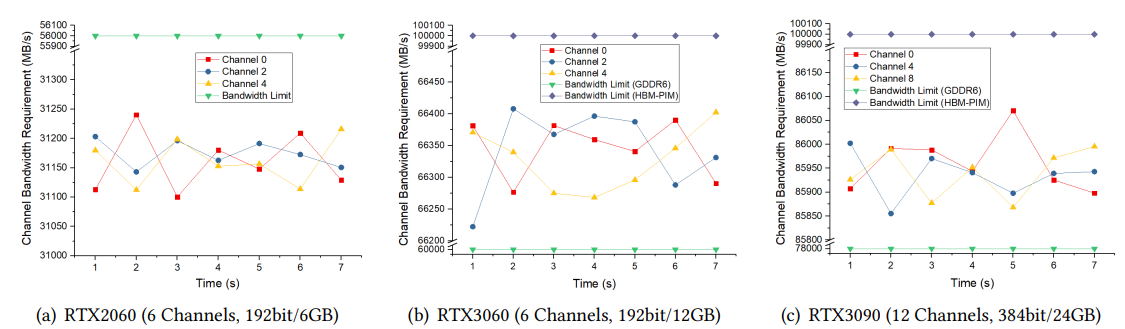 Channel Bandwidth Requirement (MB/s)
56100
56000
55900
31300
31250
31200
31150
31100
31050
31000
1 2 3 4 5 6 7
Time (s)
Channel 0
Channel 2
Channel 4
Bandwidth Limit
(a) RTX2060 (6 Channels, 192bit/6GB)
Channel Bandwidth Requirement (MB/s)
100100
100000
99900
66450
66400
66350
66300
66250
66200
60000
1 2 3 4 5 6 7
Time (s)
Channel 0
Channel 2
Channel 4
Bandwidth Limit (GDDR6)
Bandwidth Limit (HBM-PIM)
(b) RTX3060 (6 Channels, 192bit/12GB)
Channel Bandwidth Requirement (MB/s)
100100
100000
99900
86150
86100
86050
86000
85950
85900
85850
85800
78000
1 2 3 4 5 6 7
Time (s)
Channel 0
Channel 4
Channel 8
Bandwidth Limit (GDDR6)
Bandwidth Limit (HBM-PIM)
(c) RTX3090 (12 Channels, 384bit/24GB)